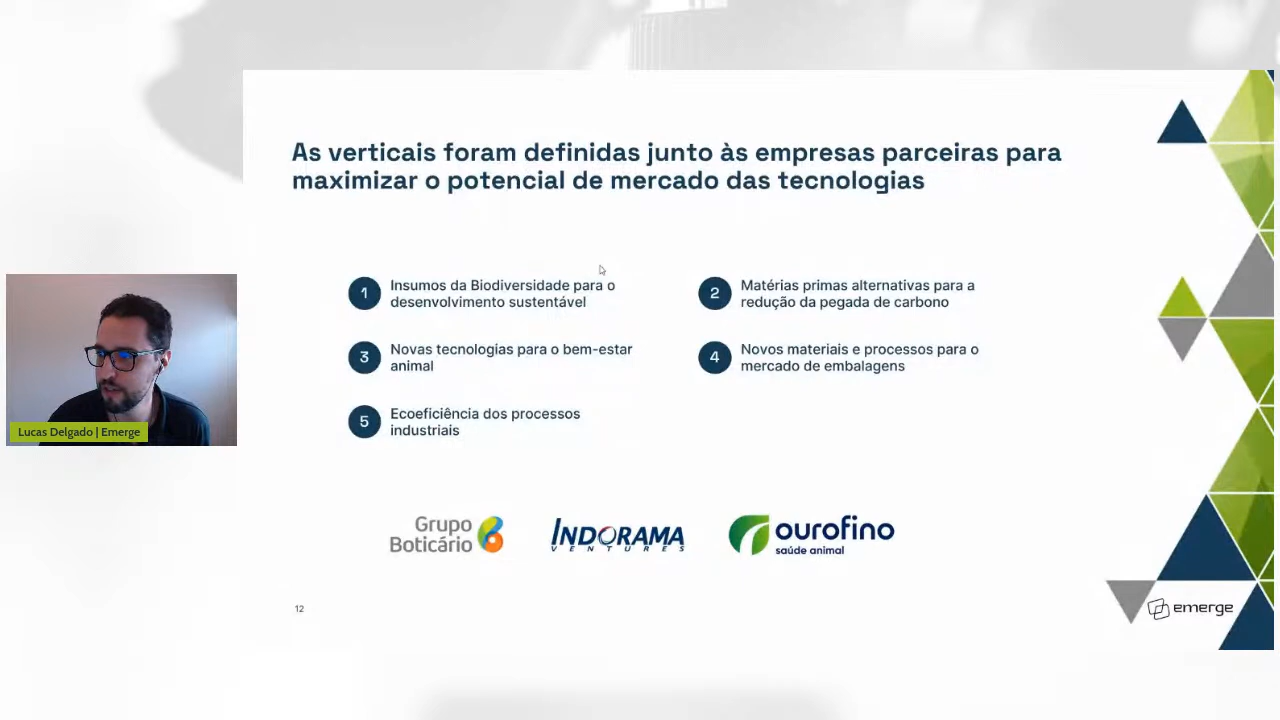 As verticais foram definidas junto às empresas parceiras para
maximizar o potencial de mercado das tecnologias
1
Insumos da Biodiversidade para o
desenvolvimento sustentável
2
Matérias primas alternativas para a
redução da pegada de carbono
3
Novas tecnologias para o bem-estar
animal
4
Novos materiais e processos para o
mercado de embalagens
5
Ecoeficiência dos processos
industriais
Lucas Delgado | Emerge
Grupo
Boticário
INDORAMA
VENTURES
ourofino
saúde animal
12
emerge